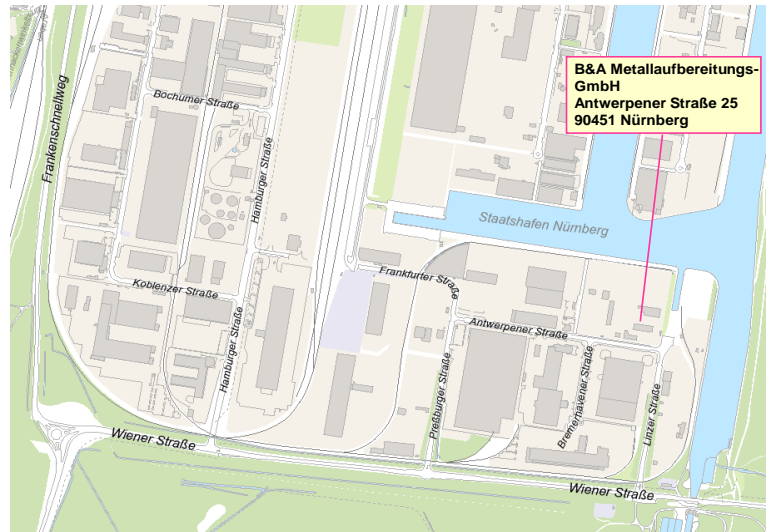 B&A Metallaufbereitungs-
GmbH
Antwerpener Straße 25
90451 Nürnberg
Frankenschnellweg
Bochumer Straße
Hamburger Straße
Staatshafen Nürnberg
Koblenzer Straße
Frankfurter Straße
Hamburger Straße
Antwerpener Straße
Preßburger Straße
Bremerhavener Straße
Linzer Straße
Wiener Straße
Wiener Straße